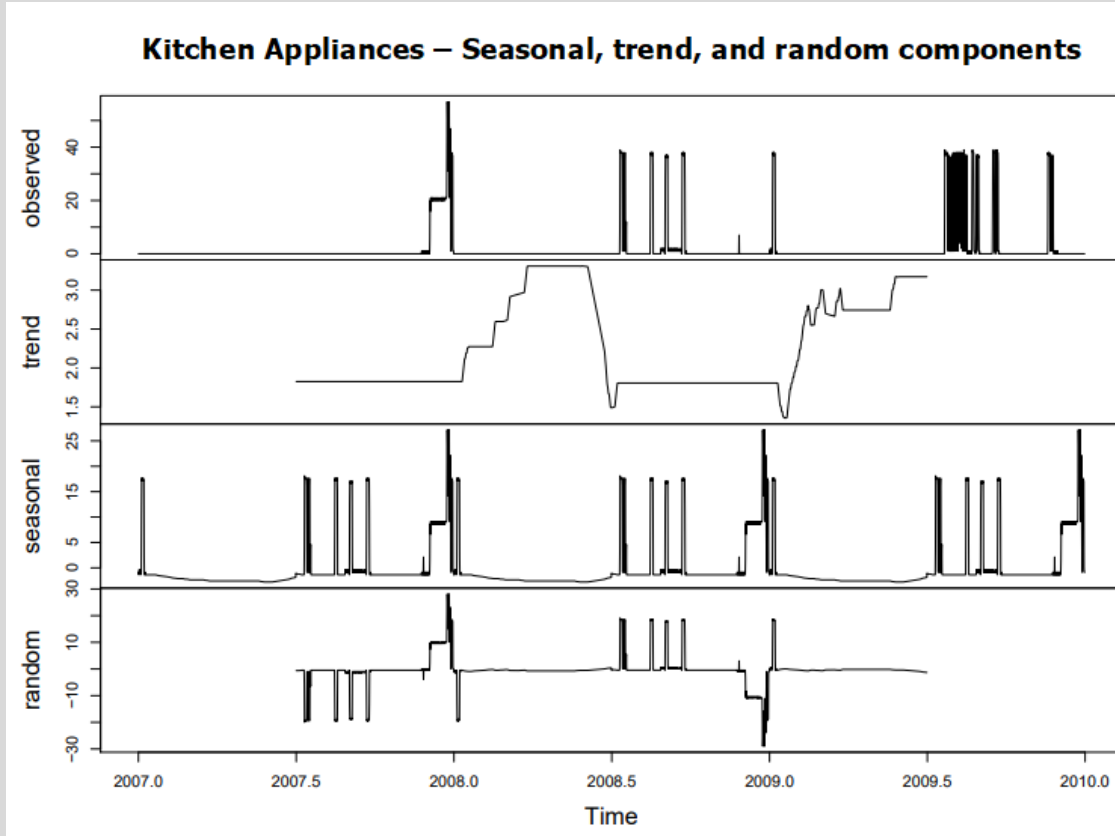 Kitchen Appliances – Seasonal, trend, and random components
observed
0 20 40
trend
1.5 2.0 2.5 3.0
seasonal
0 5 15 25
random
-30 -10 10 30
2007.0 2007.5 2008.0 2008.5 2009.0 2009.5 2010.0
Time